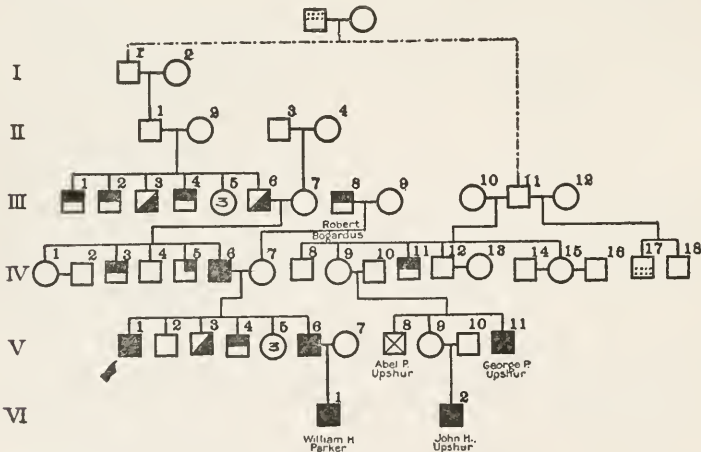 I
1 2
II
1 2 3 4
III
1 2 3 4 5 6 7 8 9 10 11 12
3
Robert
Bogardus
IV
1 2 3 4 5 6 7 8 9 10 11 12 13 14 15 16 17 18
V
1 2 3 4 5 6 7 8 9 10 11
3
Abel P.
Upshur
George P.
Upshur
VI
1 2
William H
Parker
John H.,
Upshur